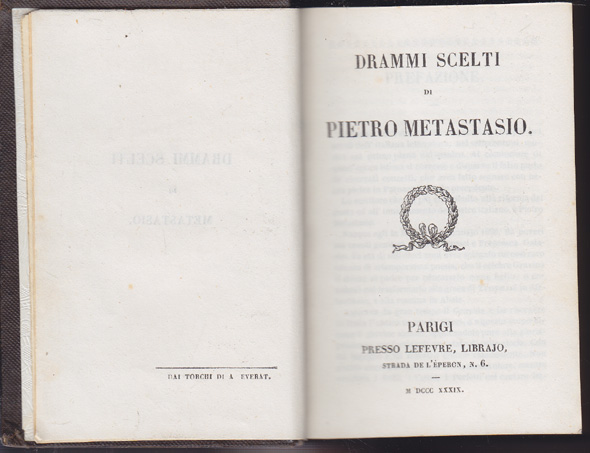 DAI TORCHI DI A. EVERAT.
DRAMMI SCELTI
DI
PIETRO METASTASIO.
PARIGI
PRESSO LEFEVRE, LIBRAJO,
STRADA DE L'ÉPERON, N. 6.
M DCCC XXXIX.